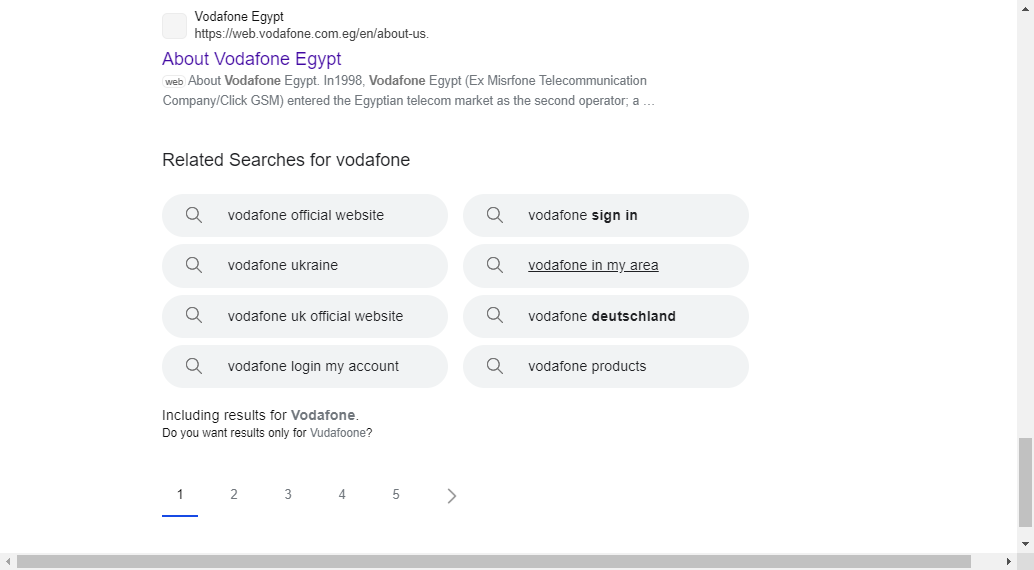 Vodafone Egypt
https://web.vodafone.com.eg/en/about-us.
About Vodafone Egypt
web About Vodafone Egypt. In1998, Vodafone Egypt (Ex Misrfone Telecommunication
Company/Click GSM) entered the Egyptian telecom market as the second operator; a ...
Related Searches for vodafone
vodafone official website
vodafone sign in
vodafone ukraine
vodafone in my area
vodafone uk official website
vodafone deutschland
vodafone login my account
vodafone products
Including results for Vodafone.
Do you want results only for Vudafoone?
1 2 3 4 5